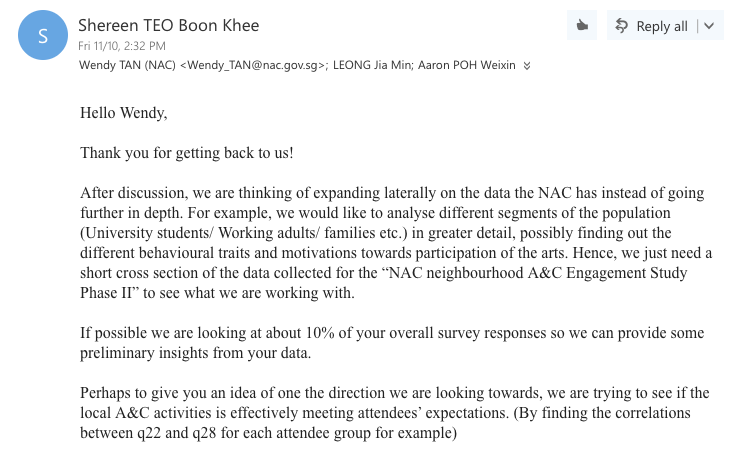 S
Shereen TEO Boon Khee
Reply all
Fri 11/10, 2:32 PM
Wendy TAN (NAC) <Wendy_TAN@nac.gov.sg>; LEONG Jia Min; Aaron POH Weixin
Hello Wendy,
Thank you for getting back to us!
After discussion, we are thinking of expanding laterally on the data the NAC has instead of going
further in depth. For example, we would like to analyse different segments of the population
(University students/ Working adults/ families etc.) in greater detail, possibly finding out the
different behavioural traits and motivations towards participation of the arts. Hence, we just need a
short cross section of the data collected for the “NAC neighbourhood A&C Engagement Study
Phase II” to see what we are working with.
If possible we are looking at about 10% of your overall survey responses so we can provide some
preliminary insights from your data.
Perhaps to give you an idea of one the direction we are looking towards, we are trying to see if the
local A&C activities is effectively meeting attendees’ expectations. (By finding the correlations
between q22 and q28 for each attendee group for example)